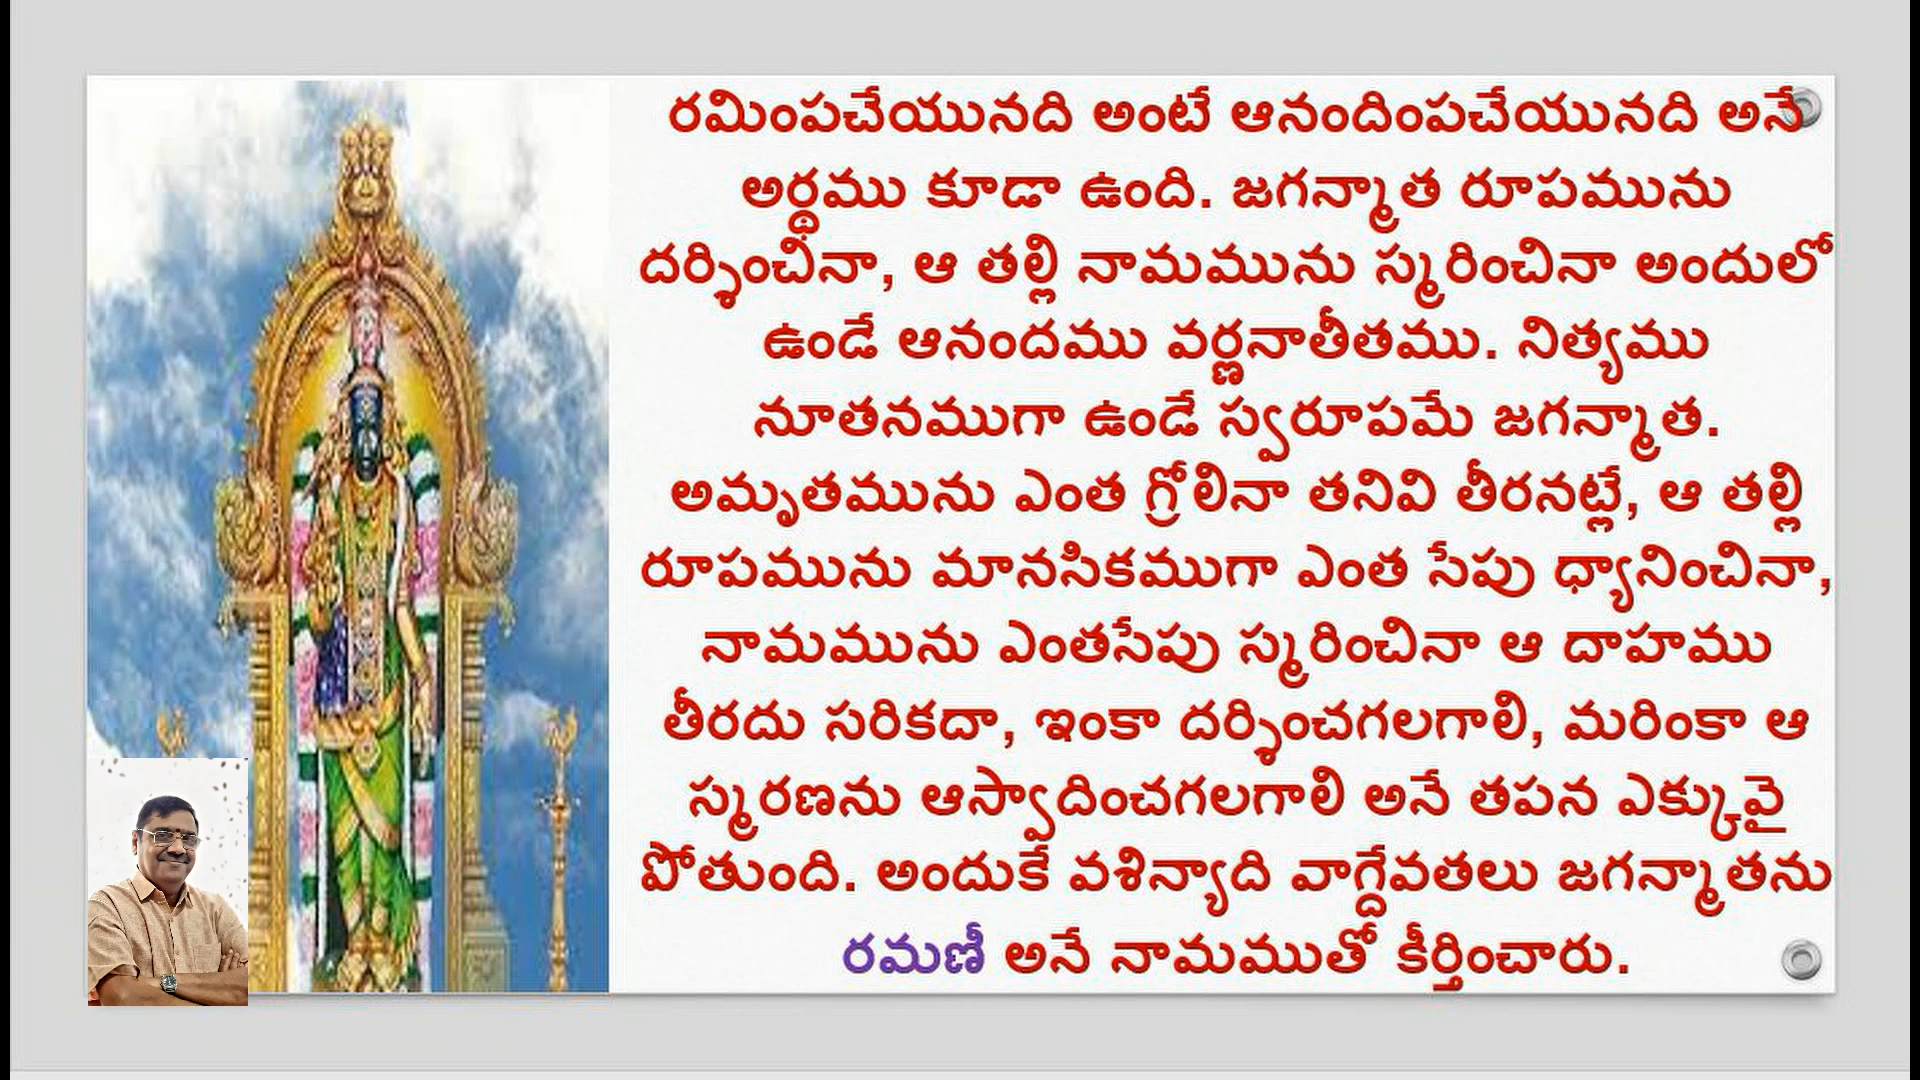 రమింపచేయునది అంటే ఆనందింపచేయునది అనే
అర్థము కూడా ఉంది. జగన్మాత రూపమును
దర్శించినా, ఆ తల్లి నామమును స్మరించినా అందులో
ఉండే ఆనందము వర్ణనాతీతము. నిత్యము
నూతనముగా ఉండే స్వరూపమే జగన్మాత.
అమృతమును ఎంత గ్రోలినా తనివి తీరనట్లే, ఆ తల్లి
రూపమును మానసికముగా ఎంత సేపు ధ్యానించినా,
నామమును ఎంతసేపు స్మరించినా ఆ దాహము
తీరదు సరికదా, ఇంకా దర్శించగలగాలి, మరింకా ఆ
స్మరణను ఆస్వాదించగలగాలి అనే తపన ఎక్కువై
పోతుంది. అందుకే వశిన్యాది వాగ్దేవతలు జగన్మాతను
రమణీ అనే నామముతో కీర్తించారు.